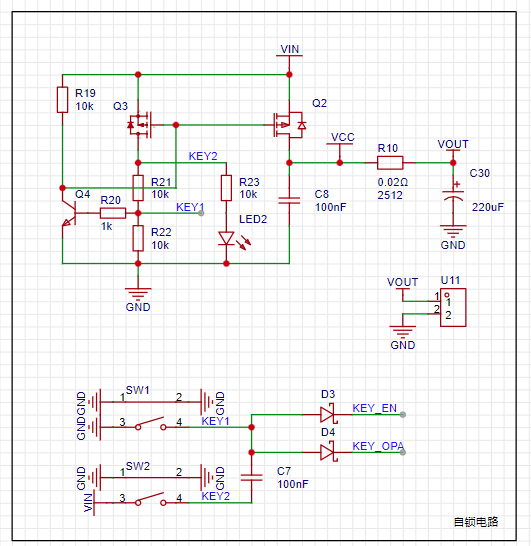 VIN
R19
10k
Q3
Q2
VCC
R10
0.02Ω
2512
VOUT
KEY2
C30
220uF
GND
R21
10k
R23
10k
C8
100nF
Q4
R20
1k
KEY1
LED2
R22
10k
GND
VOUT
U11
1
1
2
2
GND
GND
SW1
1
2
GND
GND
3
4
KEY1
D3
KEY_EN
D4
KEY_OPA
GND
SW2
1
2
GND
VIN
3
4
KEY2
C7
100nF
自锁电路